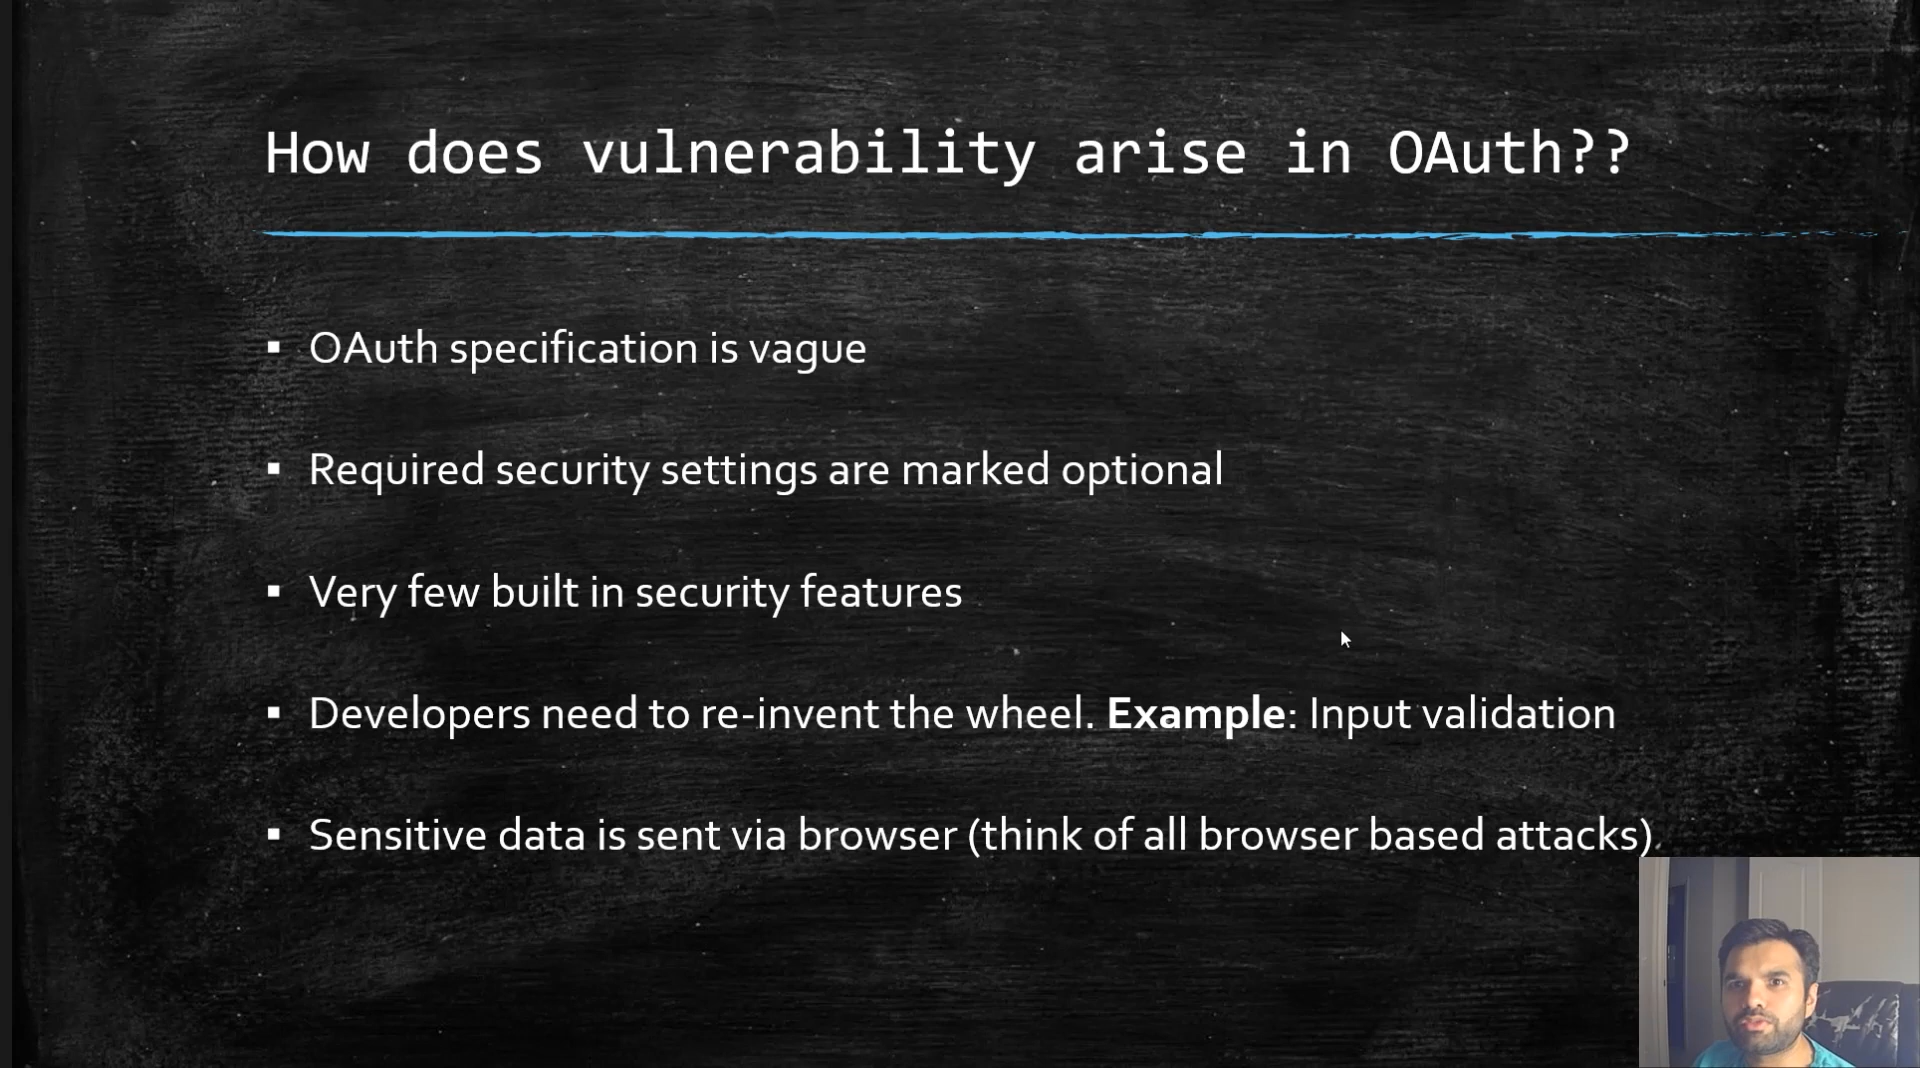 How does vulnerability arise in OAuth??
▪ OAuth specification is vague
▪ Required security settings are marked optional
▪ Very few built in security features
▪ Developers need to re-invent the wheel. Example: Input validation
▪ Sensitive data is sent via browser (think of all browser based attacks)